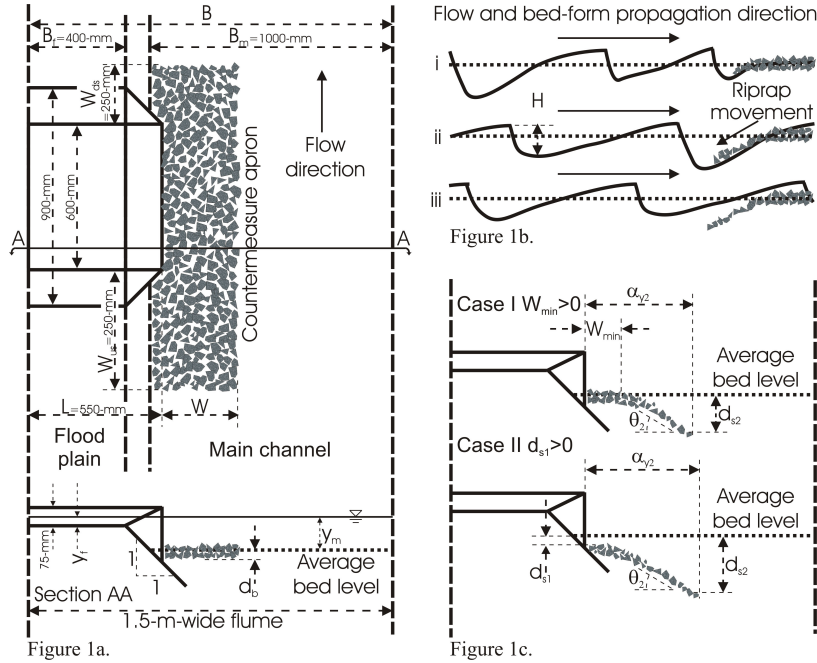 B
B_f=400-mm
B_m=1000-mm
W_ds
=250-mm
Flow
direction
900-mm
600-mm
Countermeasure apron
A
A
W_us=250-mm
L=550-mm
W
Flood
plain
Main channel
75-mm
y_f
y_m
1
1
d_b
Average
bed level
Section AA
1.5-m-wide flume
Figure 1a.
Flow and bed-form propagation direction
i
Riprap
movement
H
ii
iii
Figure 1b.
Case I W_min>0
α_y2
W_min
Average
bed level
θ_2
d_s2
Case II d_s1>0
α_y2
Average
bed level
d_s1
θ_2
d_s2
Figure 1c.